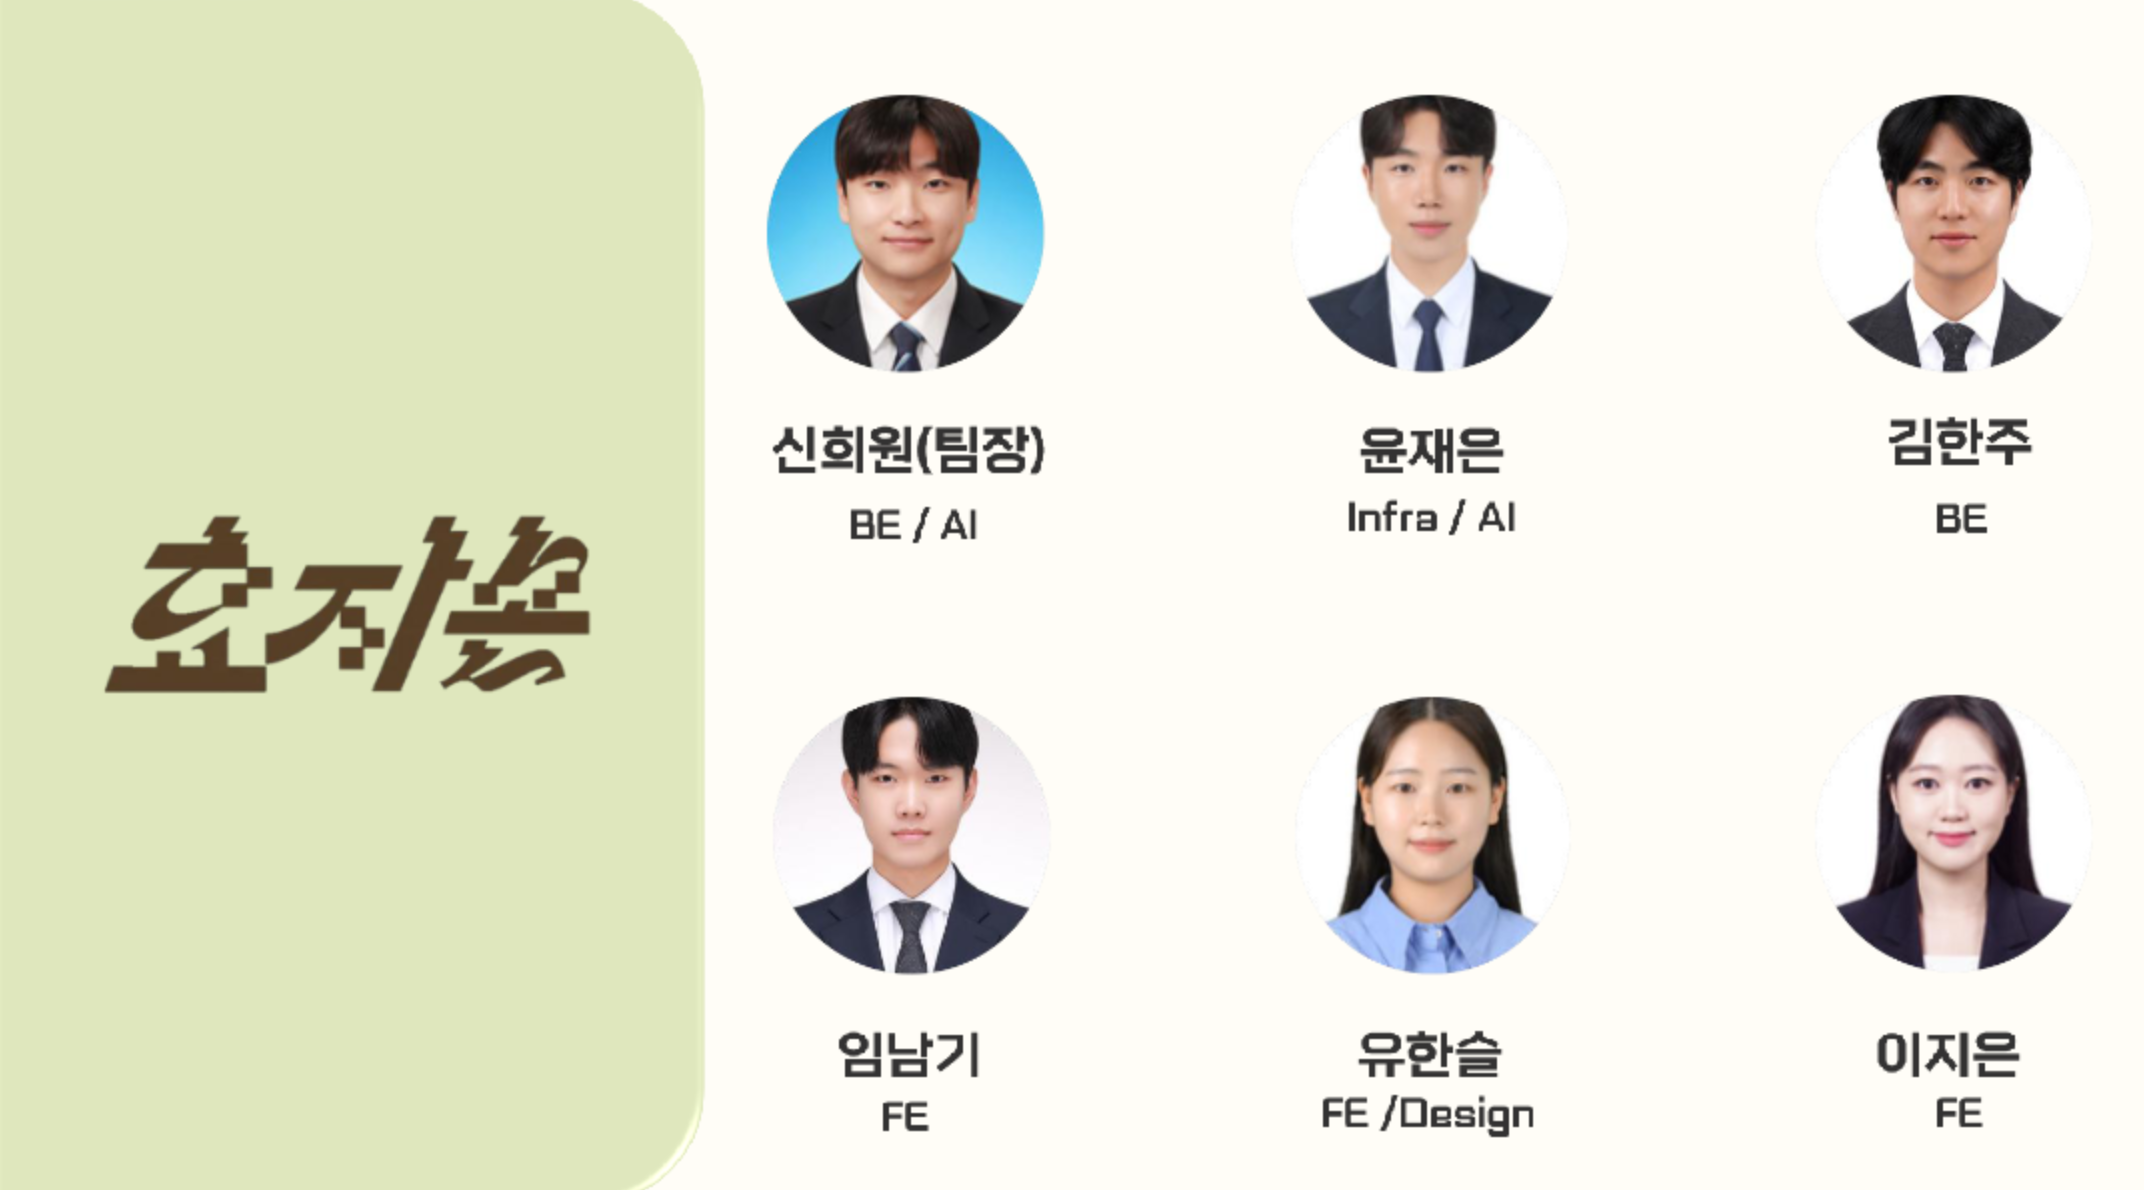 효자손
신희원(팀장)
BE / AI
윤재은
Infra / AI
김한주
BE
임남기
FE
유한슬
FE /Design
이지은
FE